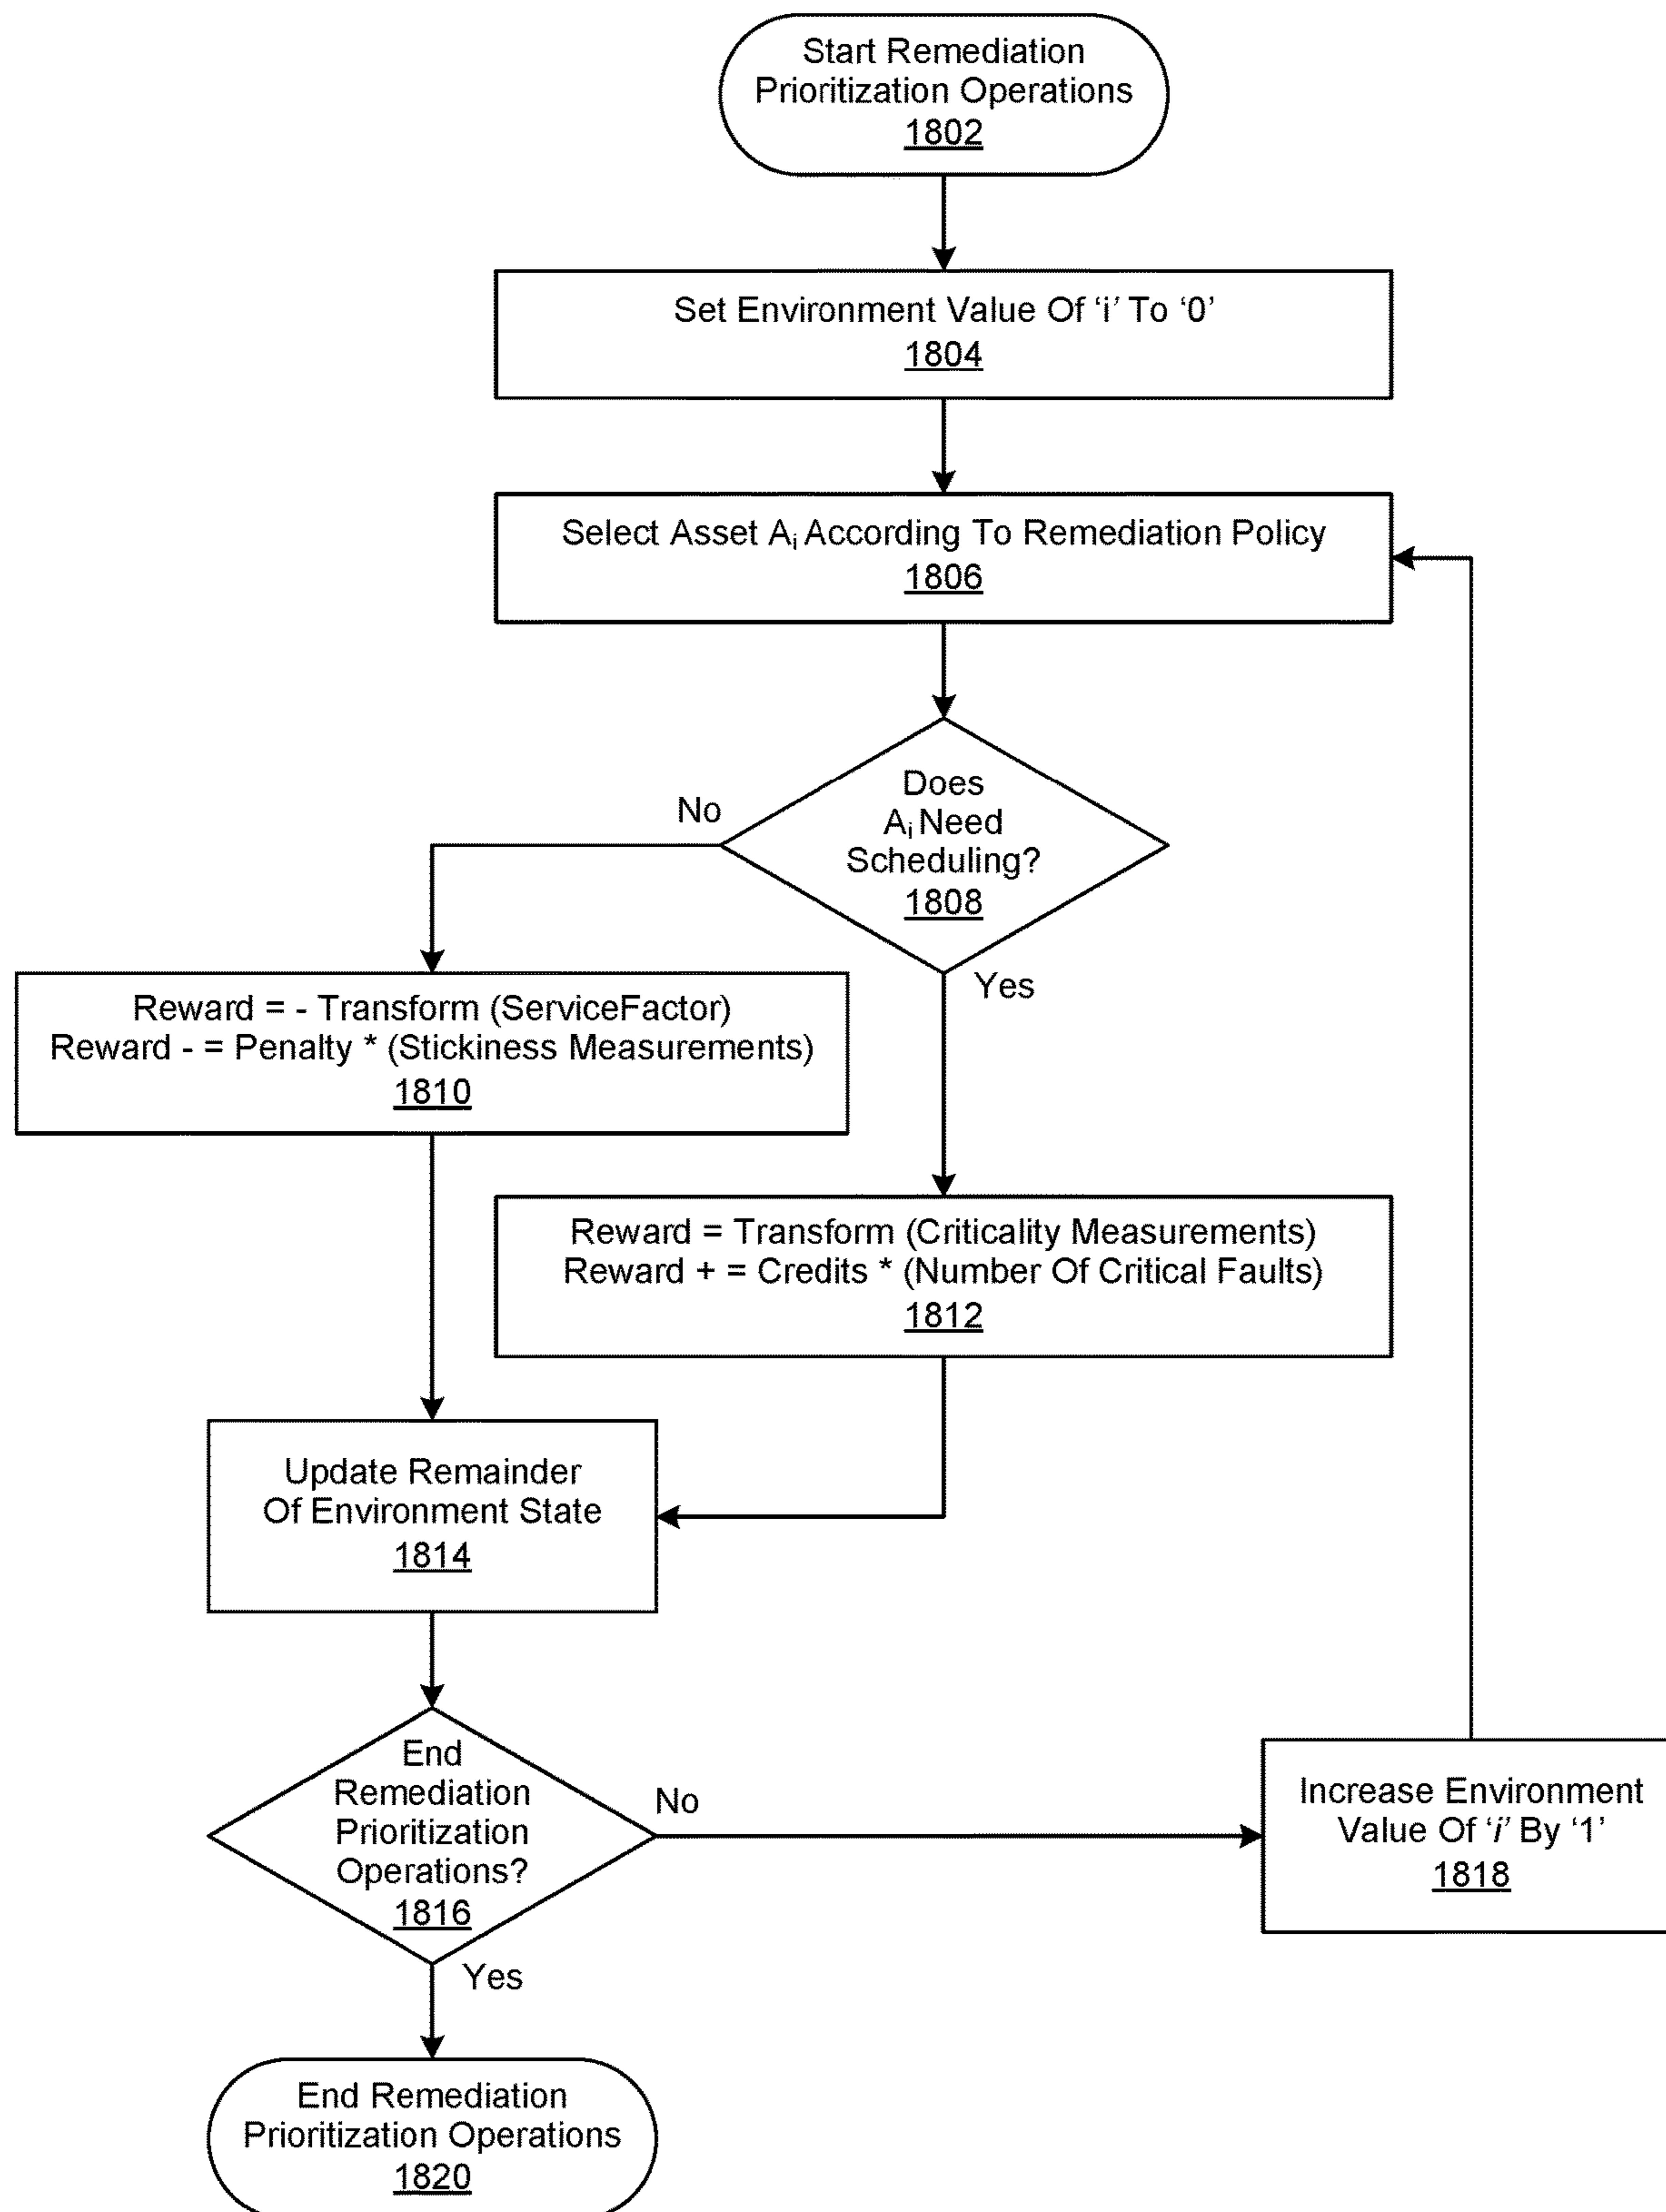 Start Remediation
Prioritization Operations
1802
Set Environment Value Of ‘i’ To ‘0’
1804
Select Asset Aᵢ According To Remediation Policy
1806
Does
Aᵢ Need
Scheduling?
1808
No
Yes
Reward = - Transform (ServiceFactor)
Reward - = Penalty * (Stickiness Measurements)
1810
Reward = Transform (Criticality Measurements)
Reward + = Credits * (Number Of Critical Faults)
1812
Update Remainder
Of Environment State
1814
End
Remediation
Prioritization
Operations?
1816
No
Yes
Increase Environment
Value Of ‘i’ By ‘1’
1818
End Remediation
Prioritization Operations
1820